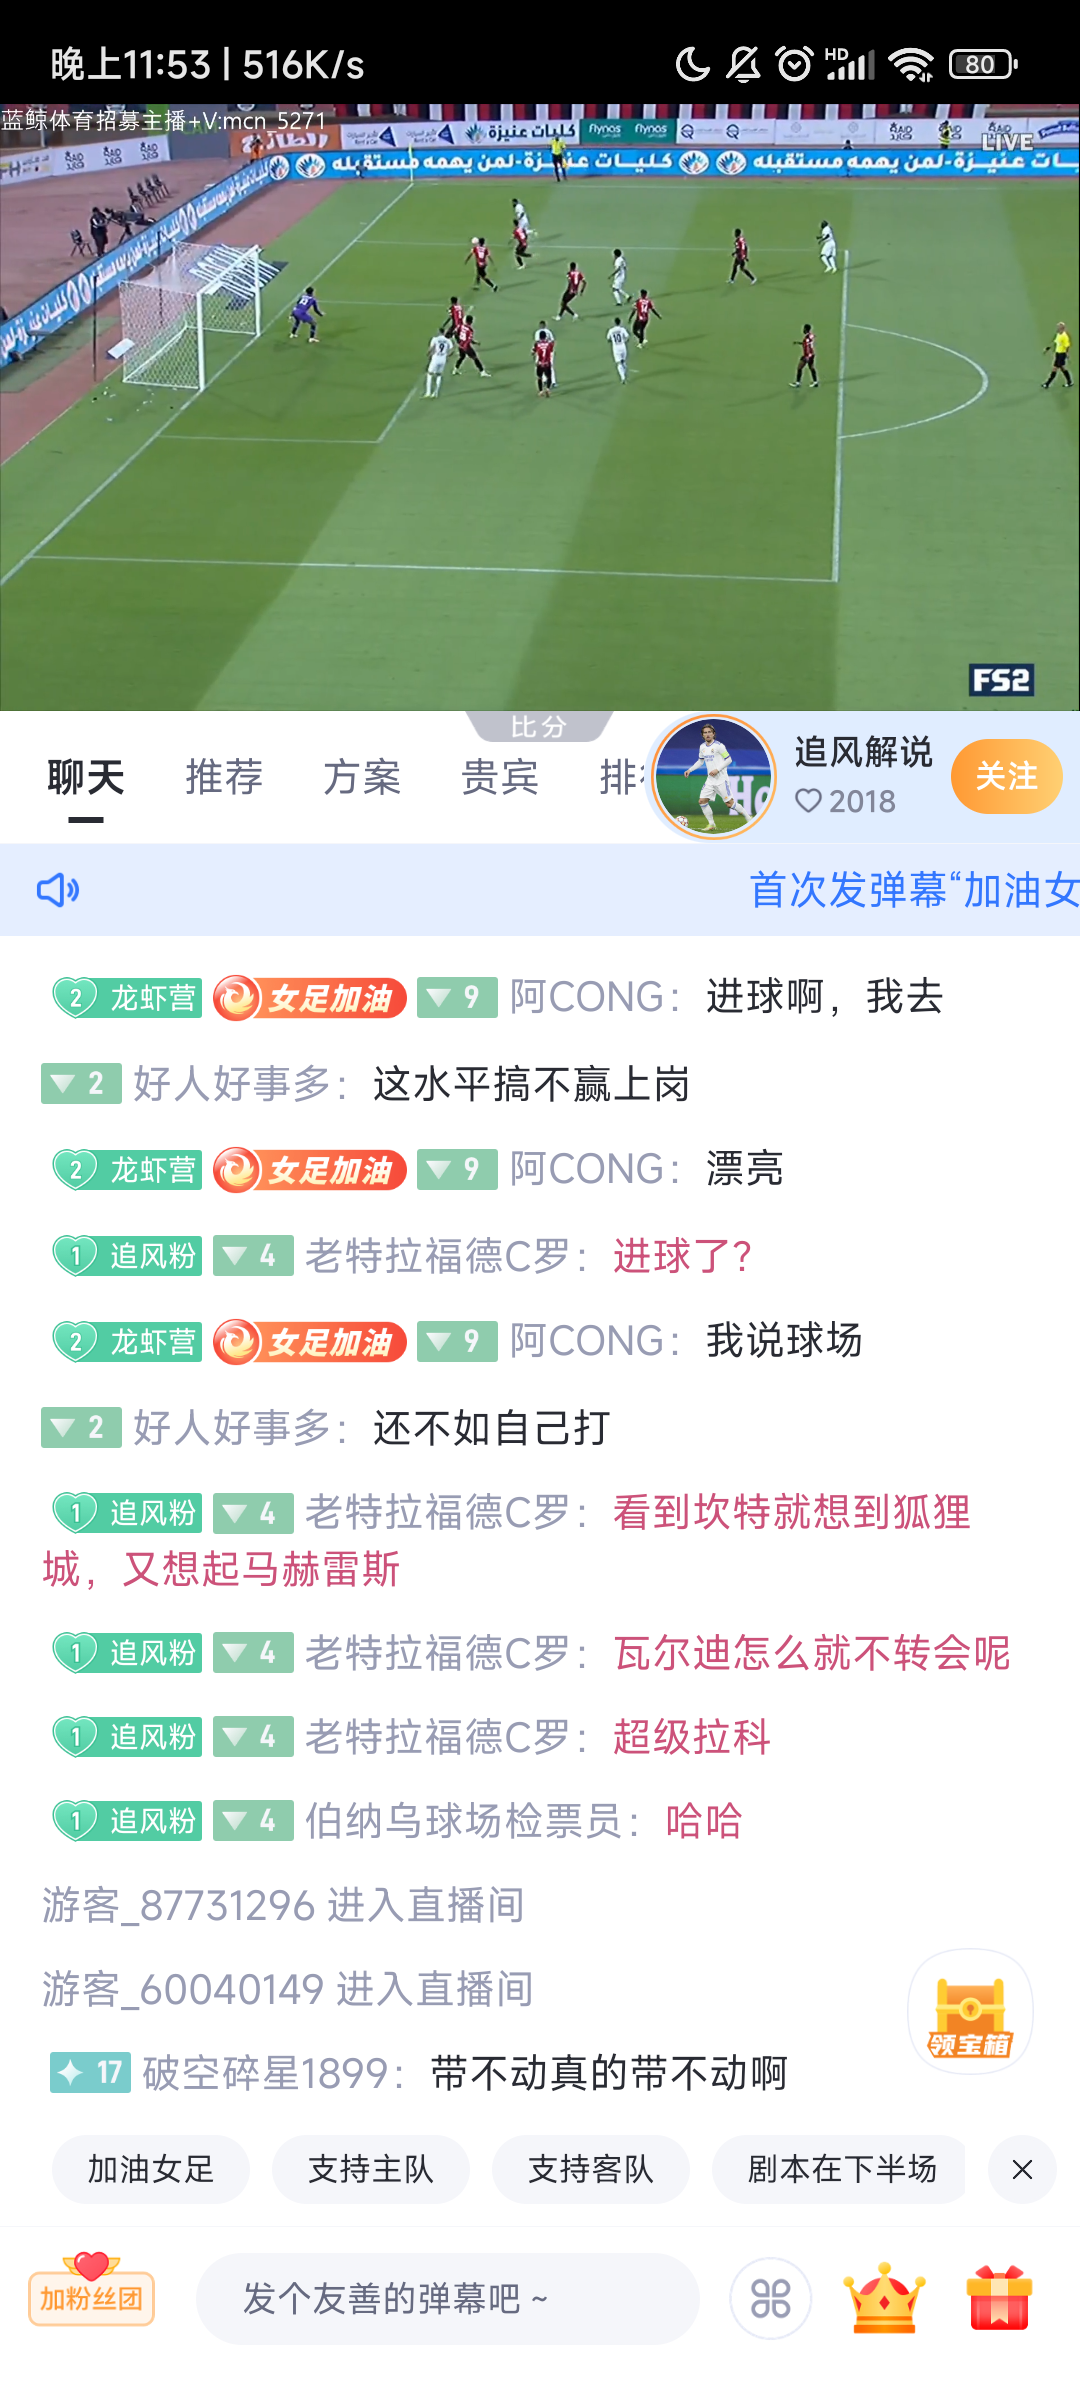 晚上11:53 | 516K/s
HD
80
蓝鲸体育招募主播+V:mcn_5271
كليات عنيزة
flynas flynas
LIVE
كليات عنيزة-لمن يهمه مستقبله
FS2
比分
聊天 推荐 方案 贵宾
追风解说
2018
关注
首次发弹幕“加油女
2 龙虾营 女足加油 9 阿CONG：进球啊，我去
2 好人好事多：这水平搞不赢上岗
2 龙虾营 女足加油 9 阿CONG：漂亮
1 追风粉 4 老特拉福德C罗：进球了？
2 龙虾营 女足加油 9 阿CONG：我说球场
2 好人好事多：还不如自己打
1 追风粉 4 老特拉福德C罗：看到坎特就想到狐狸
城，又想起马赫雷斯
1 追风粉 4 老特拉福德C罗：瓦尔迪怎么就不转会呢
1 追风粉 4 老特拉福德C罗：超级拉科
1 追风粉 4 伯纳乌球场检票员：哈哈
游客_87731296 进入直播间
游客_60040149 进入直播间
领宝箱
17 破空碎星1899：带不动真的带不动啊
加油女足 支持主队 支持客队 剧本在下半场
加粉丝团
发个友善的弹幕吧 ~